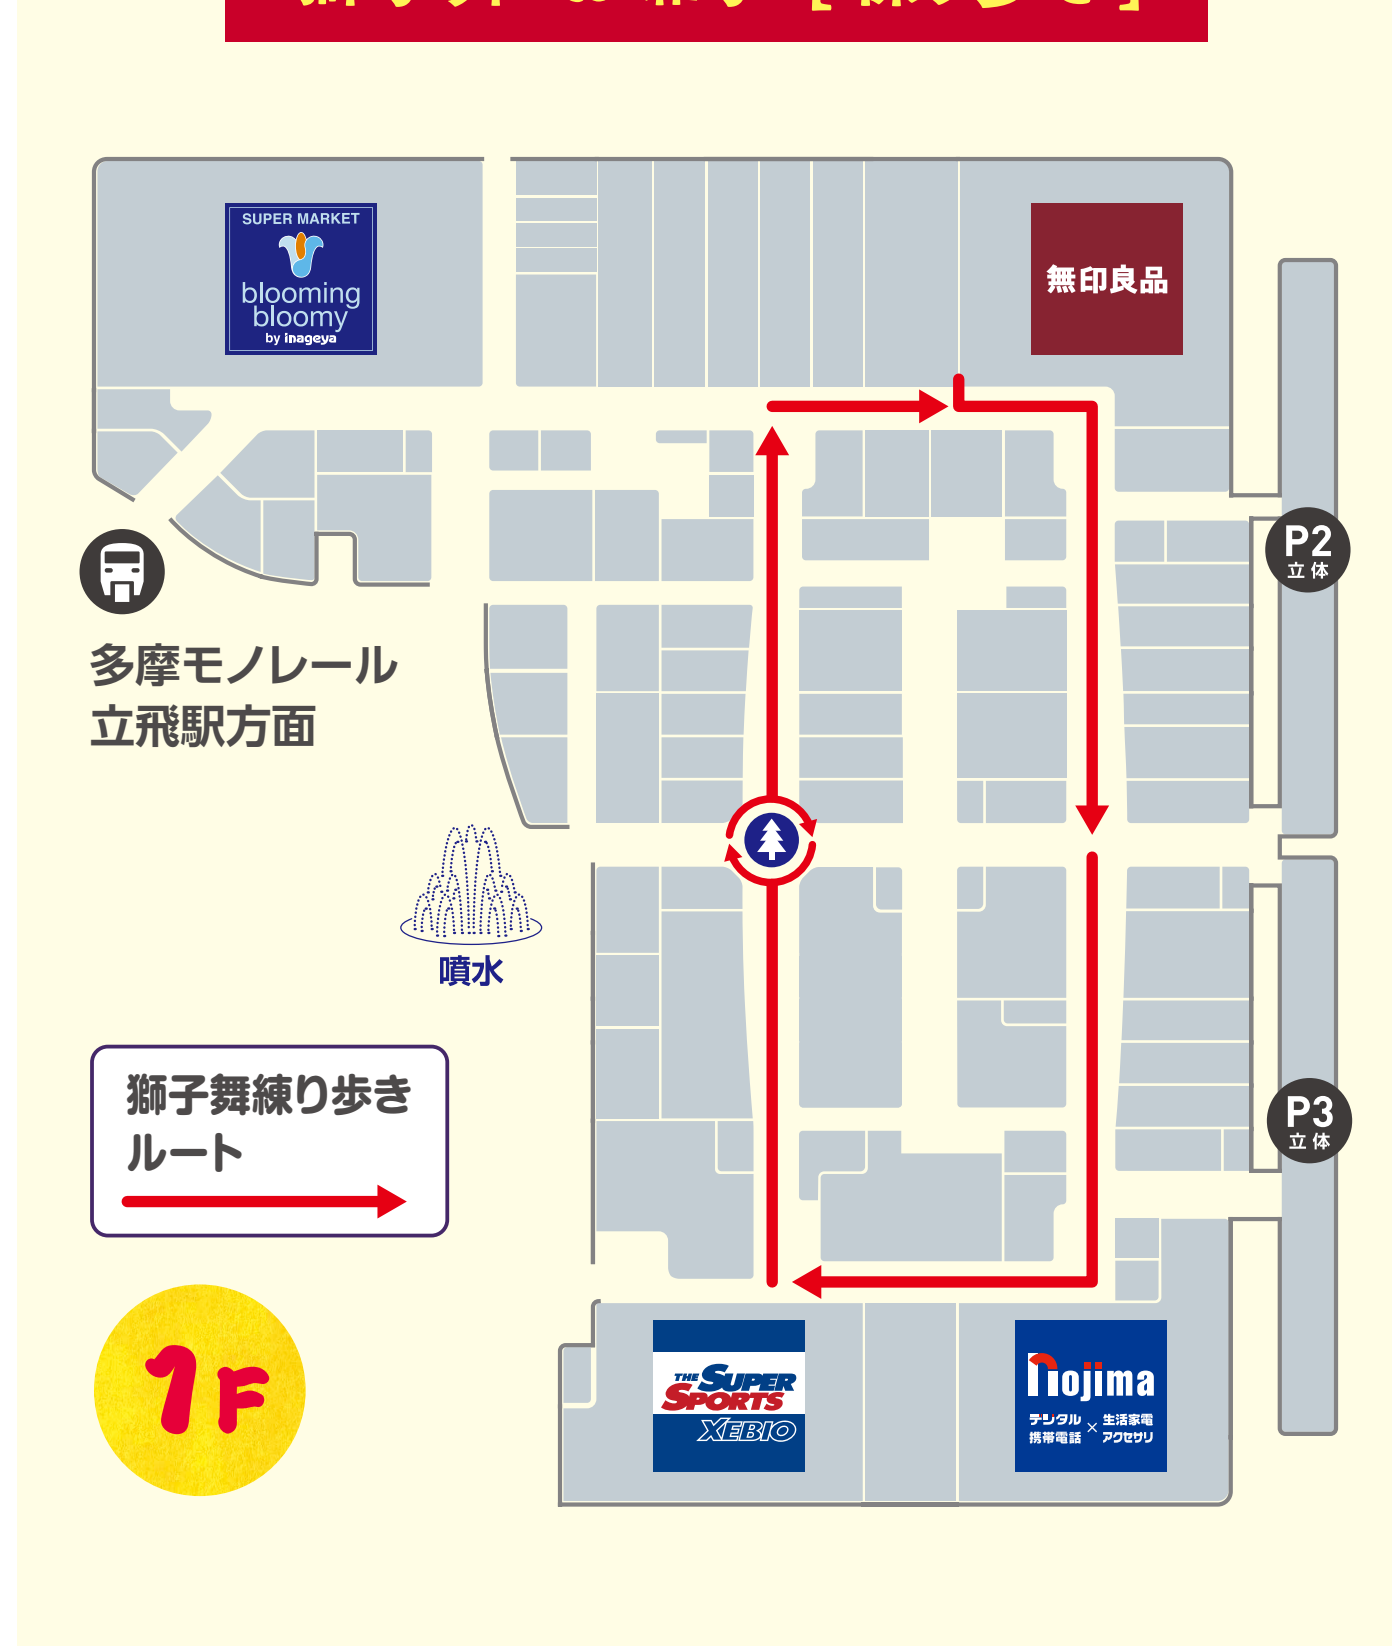 SUPER MARKET
blooming
bloomy
by inageya
無印良品
P2
立体
多摩モノレール
立飛駅方面
噴水
獅子舞練り歩き
ルート
P3
立体
1F
THE SUPER
SPORTS
XEBIO
nojima
デジタル
携帯電話
×
生活家電
アクセサリ